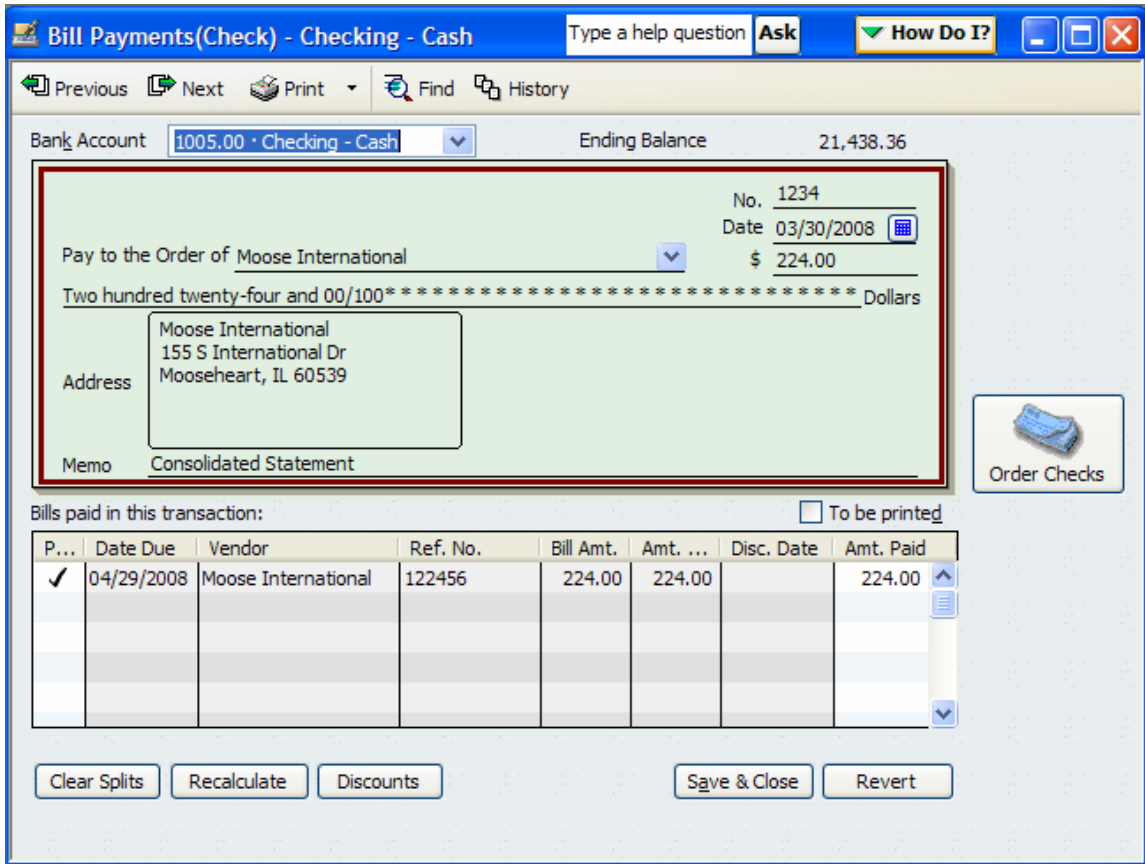 Bill Payments(Check) - Checking - Cash Type a help question Ask How Do I?
Previous Next Print Find History
Bank Account 1005.00 · Checking - Cash Ending Balance 21,438.36
No. 1234
Date 03/30/2008
Pay to the Order of Moose International $ 224.00
Two hundred twenty-four and 00/100* * * * * * * * * * * * * * * * * * * * * * * * * * * * * * Dollars
Moose International
155 S International Dr
Mooseheart, IL 60539
Address
Memo Consolidated Statement
Order Checks
Bills paid in this transaction: To be printed
P... Date Due Vendor Ref. No. Bill Amt. Amt. ... Disc. Date Amt. Paid
04/29/2008 Moose International 122456 224.00 224.00 224.00
Clear Splits Recalculate Discounts Save & Close Revert